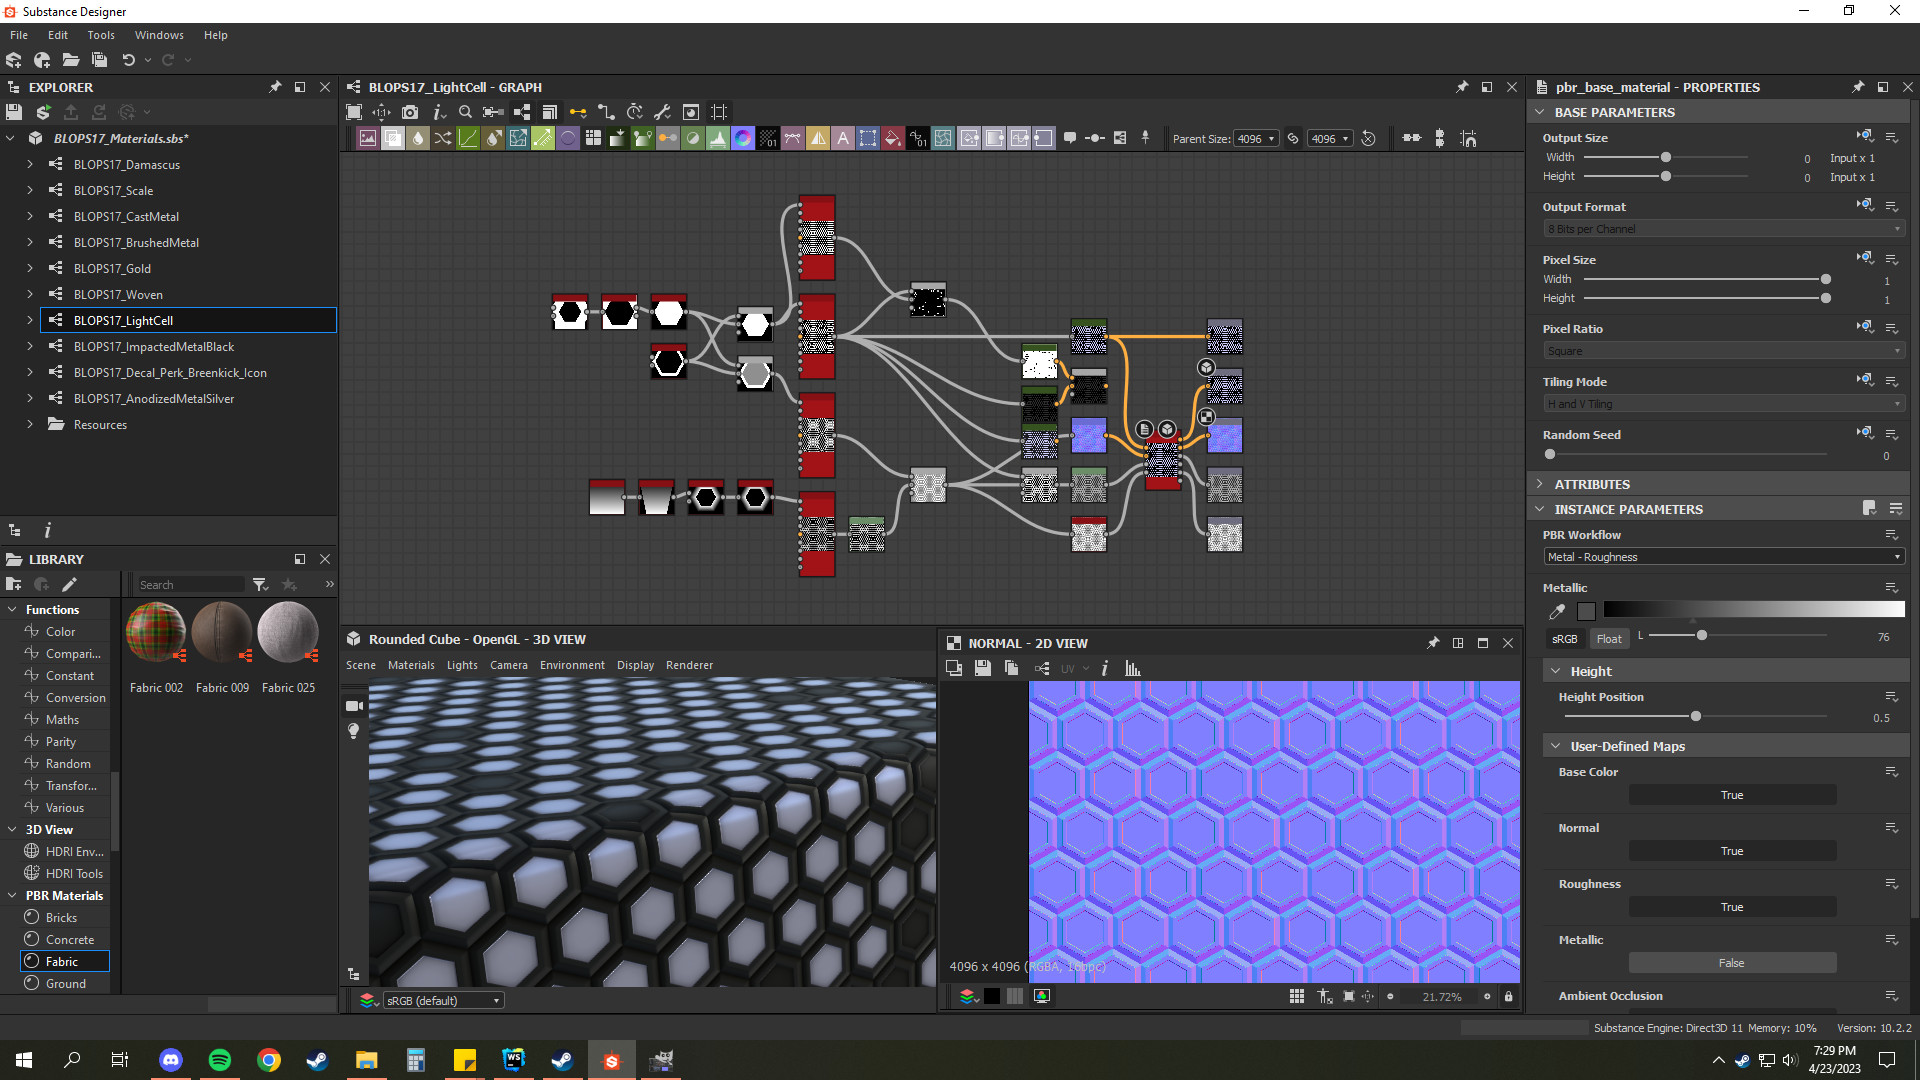 Substance Designer
File Edit Tools Windows Help
EXPLORER
BLOPS17_Materials.sbs*
BLOPS17_Damascus
BLOPS17_Scale
BLOPS17_CastMetal
BLOPS17_BrushedMetal
BLOPS17_Gold
BLOPS17_Woven
BLOPS17_LightCell
BLOPS17_ImpactedMetalBlack
BLOPS17_Decal_Perk_Breenkick_Icon
BLOPS17_AnodizedMetalSilver
Resources
LIBRARY
Search
Functions
Color
Compari...
Constant
Conversion
Maths
Parity
Random
Transfor...
Various
3D View
HDRI Env...
HDRI Tools
PBR Materials
Bricks
Concrete
Fabric
Ground
Fabric 002 Fabric 009 Fabric 025
BLOPS17_LightCell - GRAPH
Parent Size: 4096 4096
Rounded Cube - OpenGL - 3D VIEW
Scene Materials Lights Camera Environment Display Renderer
sRGB (default)
NORMAL - 2D VIEW
UV
4096 x 4096 (RGBA, 16bpc)
21.72%
pbr_base_material - PROPERTIES
BASE PARAMETERS
Output Size
Width 0 Input x 1
Height 0 Input x 1
Output Format
8 Bits per Channel
Pixel Size
Width 1
Height 1
Pixel Ratio
Square
Tiling Mode
H and V Tiling
Random Seed
0
ATTRIBUTES
INSTANCE PARAMETERS
PBR Workflow
Metal - Roughness
Metallic
sRGB Float L 76
Height
Height Position
0.5
User-Defined Maps
Base Color
True
Normal
True
Roughness
True
Metallic
False
Ambient Occlusion
Substance Engine: Direct3D 11 Memory: 10% Version: 10.2.2
7:29 PM
4/23/2023